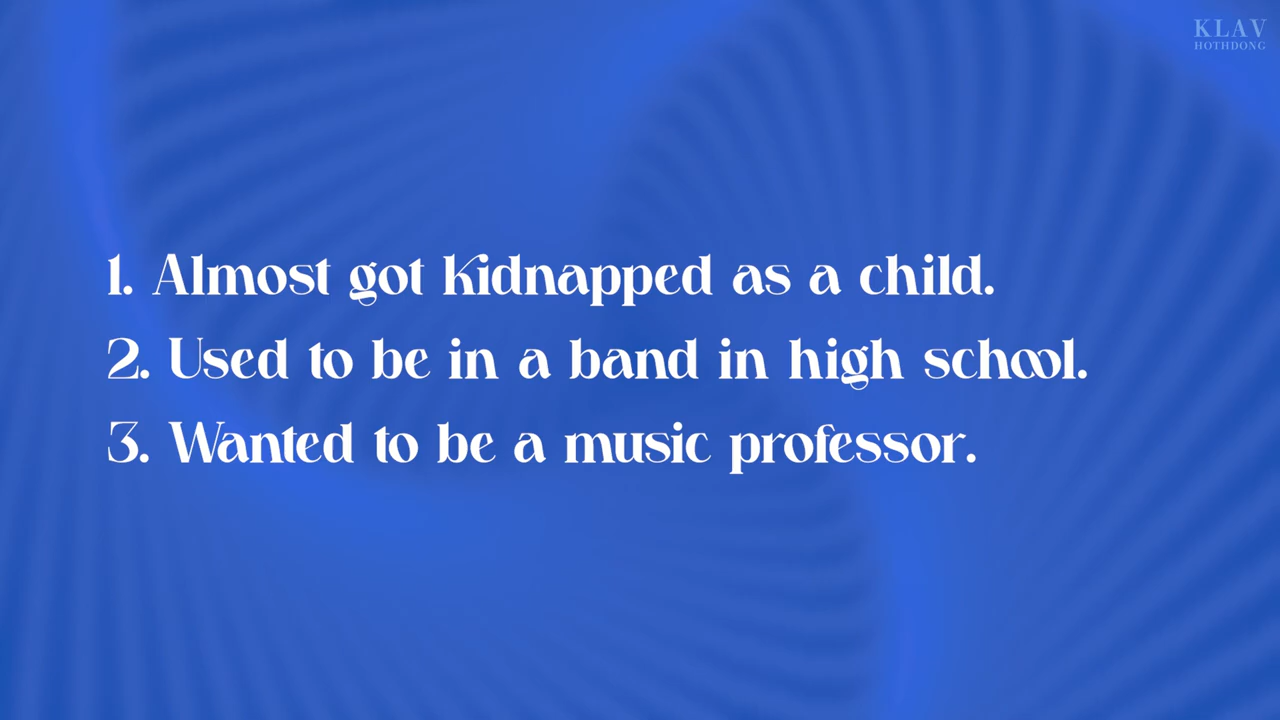 KLAV
HOTHDONG
1. Almost got kidnapped as a child.
2. Used to be in a band in high school.
3. Wanted to be a music professor.